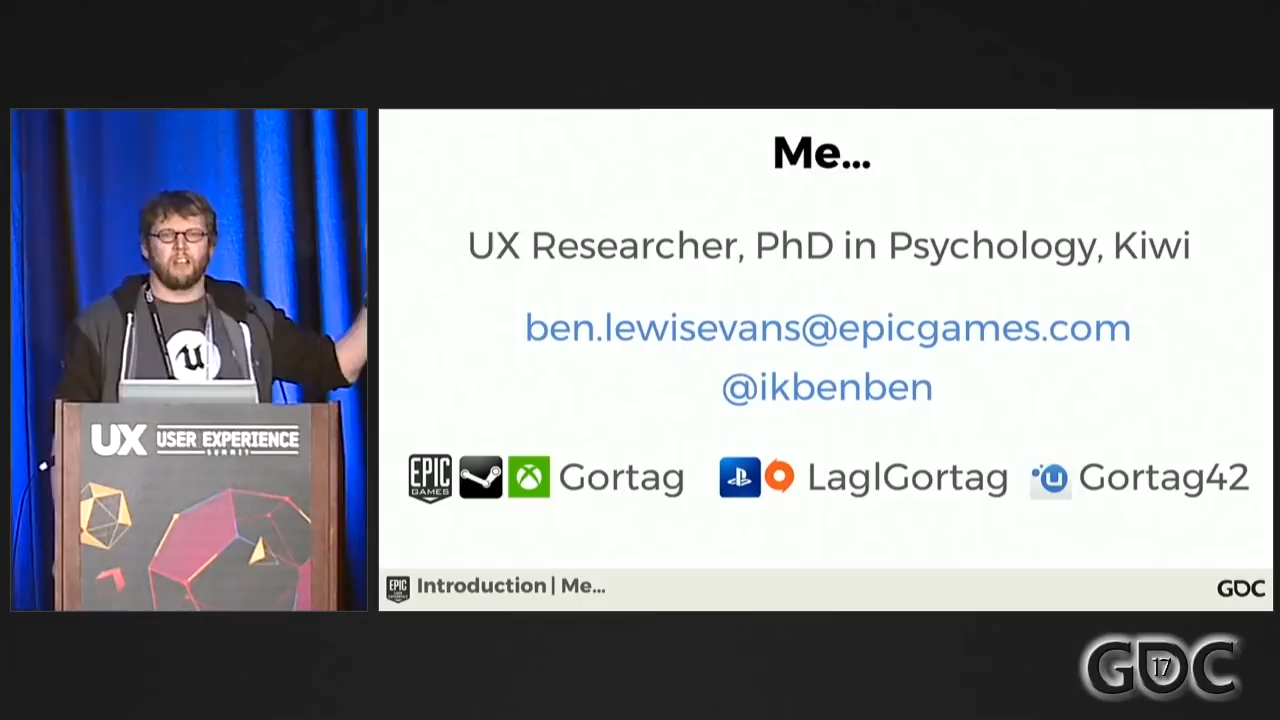 Me...
UX Researcher, PhD in Psychology, Kiwi
ben.lewisevans@epicgames.com
@ikbenben
EPIC GAMES Gortag LaglGortag Gortag42
EPIC Introduction | Me... GDC
UX USER EXPERIENCE
SUMMIT
GDC 17